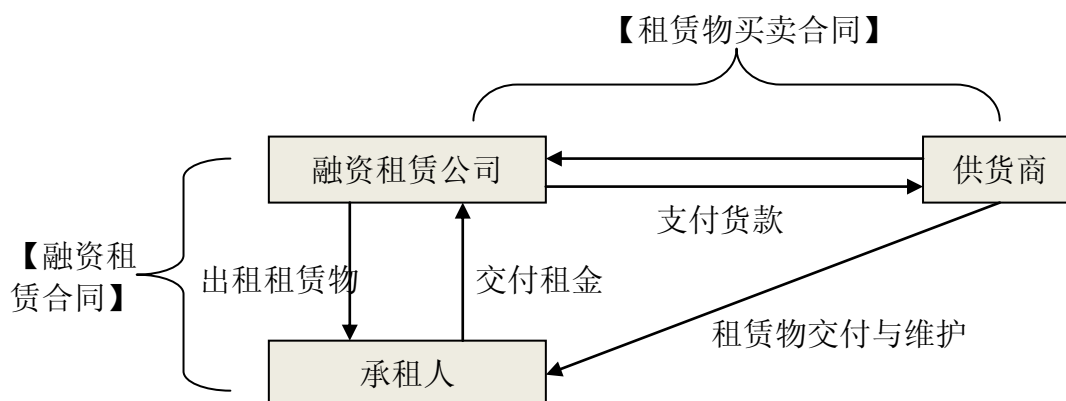 【租赁物买卖合同】
融资租赁公司
供货商
支付货款
【融资租
赁合同】
出租租赁物
交付租金
租赁物交付与维护
承租人